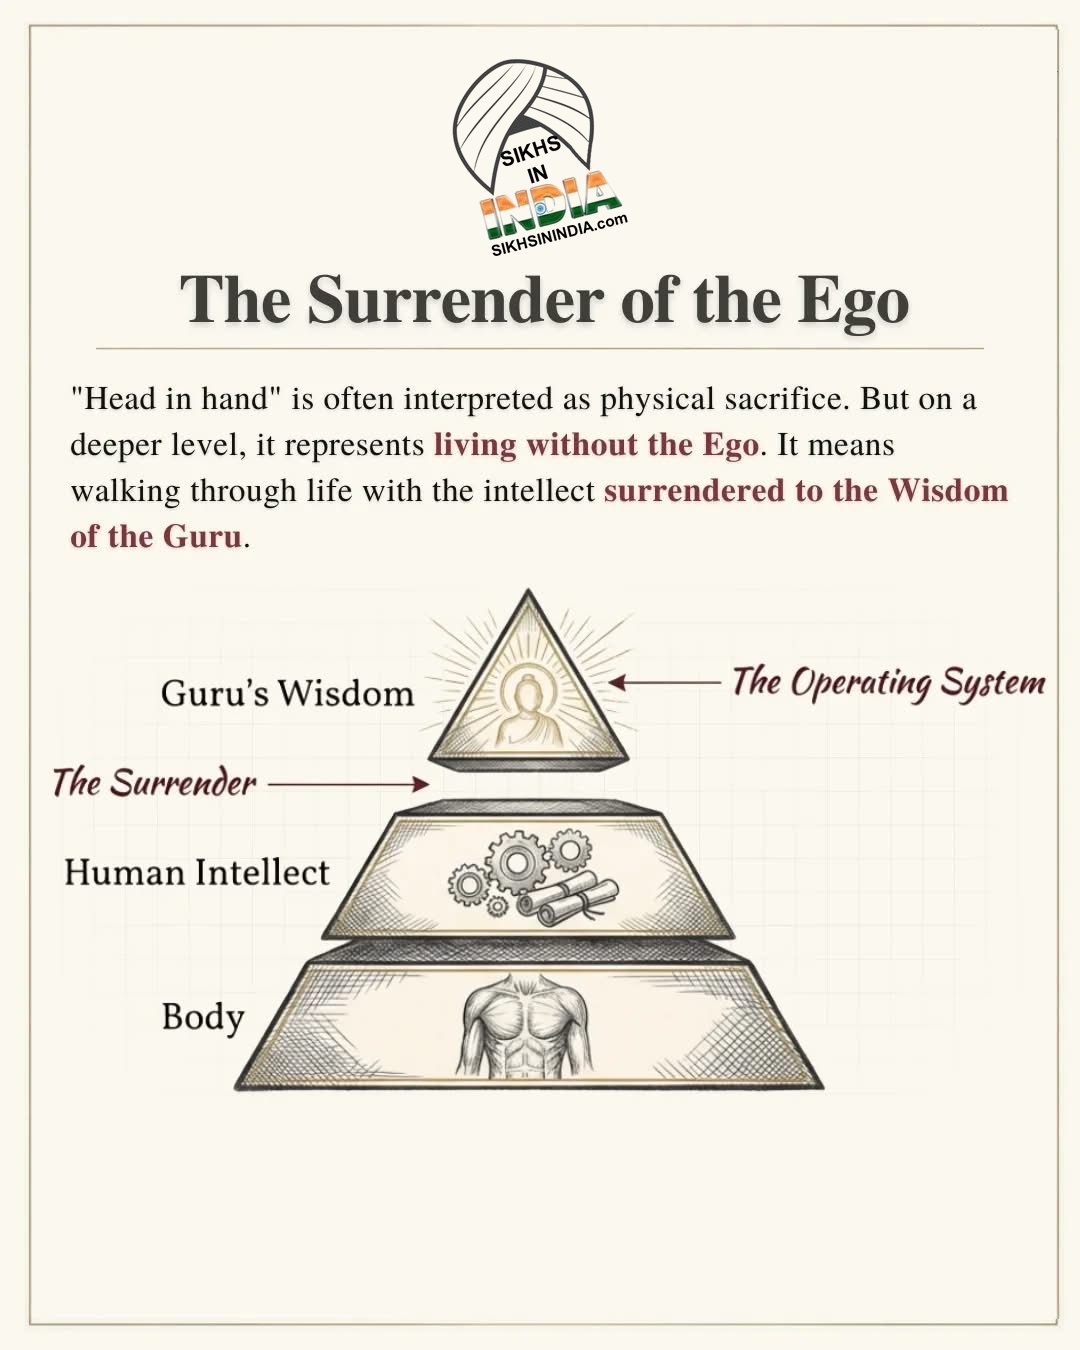 SIKHS
IN
INDIA
SIKHSININDIA.com
The Surrender of the Ego
"Head in hand" is often interpreted as physical sacrifice. But on a
deeper level, it represents living without the Ego. It means
walking through life with the intellect surrendered to the Wisdom
of the Guru.
Guru's Wisdom
The Operating System
The Surrender
Human Intellect
Body